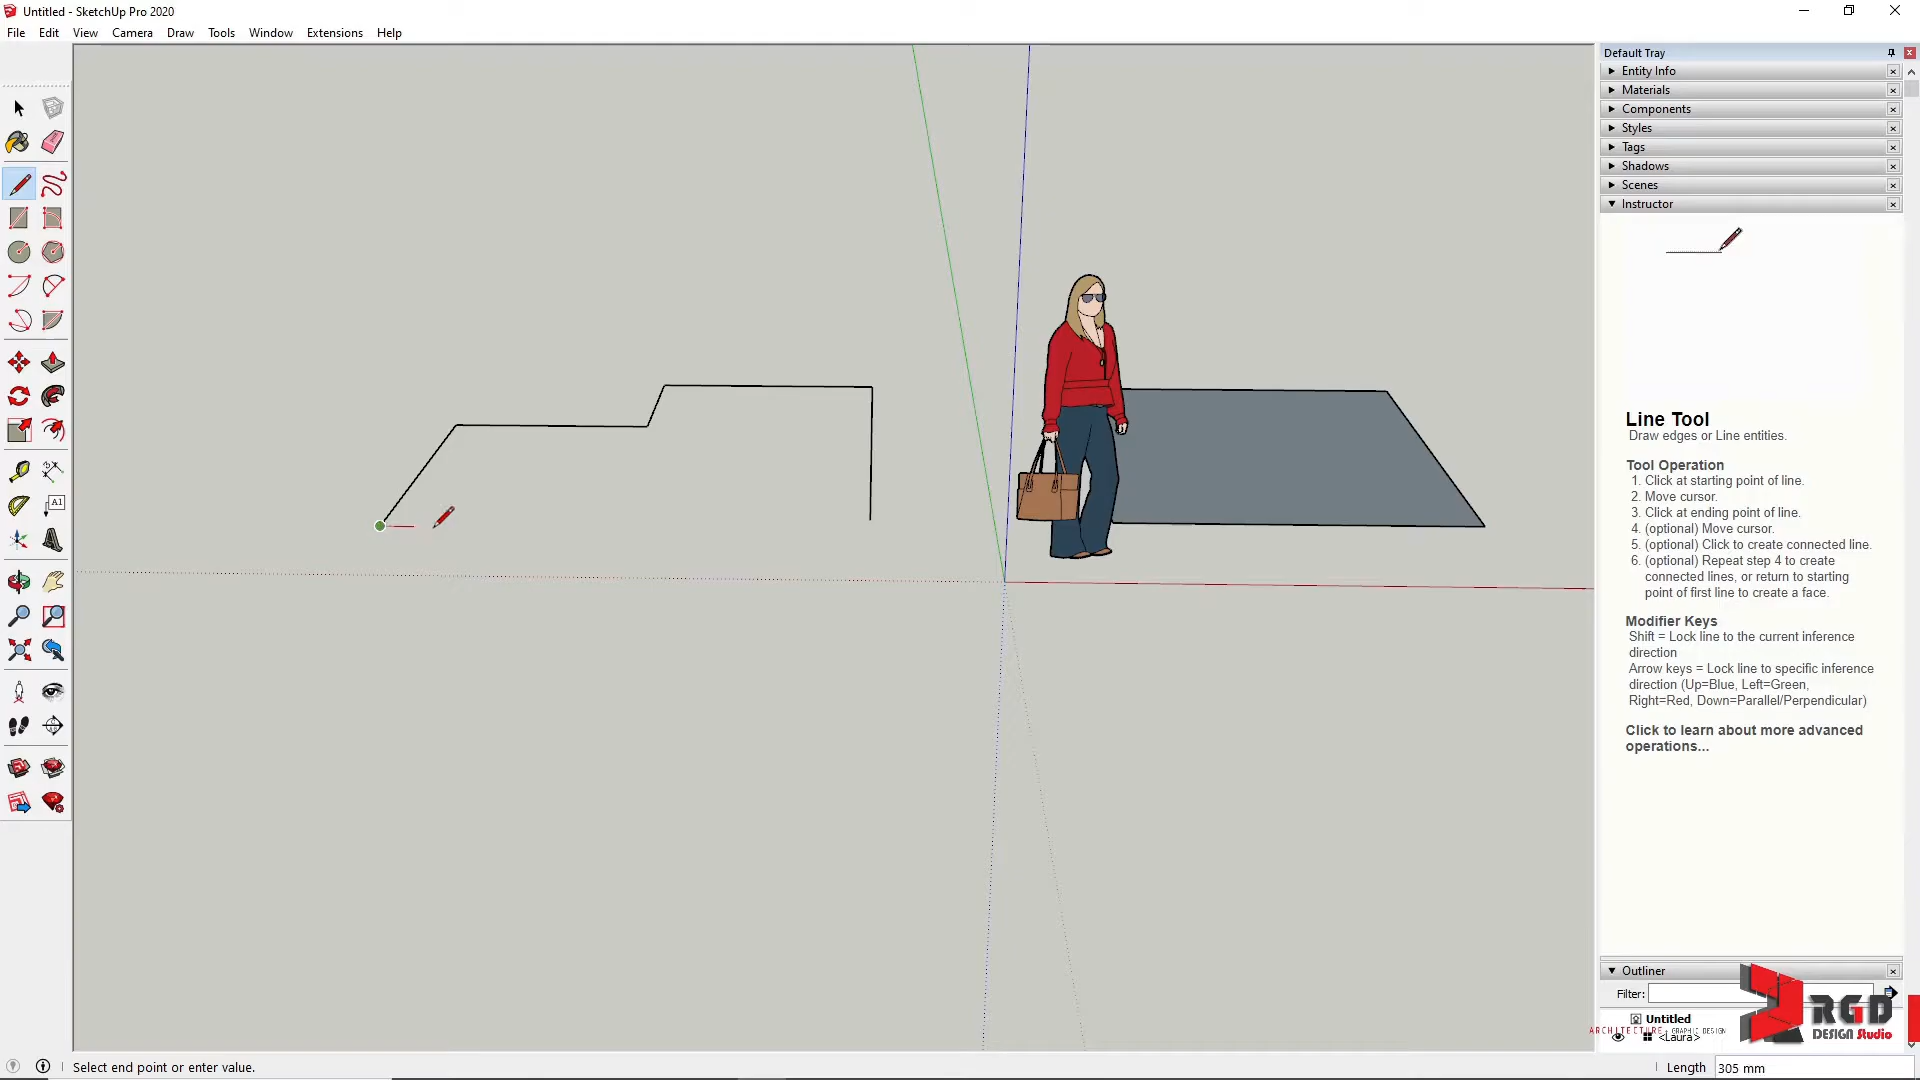 Untitled - SketchUp Pro 2020
File Edit View Camera Draw Tools Window Extensions Help
Default Tray
Entity Info
Materials
Components
Styles
Tags
Shadows
Scenes
Instructor
Line Tool
Draw edges or Line entities.
Tool Operation
1. Click at starting point of line.
2. Move cursor.
3. Click at ending point of line.
4. (optional) Move cursor.
5. (optional) Click to create connected line.
6. (optional) Repeat step 4 to create
connected lines, or return to starting
point of first line to create a face.
Modifier Keys
Shift = Lock line to the current inference
direction
Arrow keys = Lock line to specific inference
direction (Up=Blue, Left=Green,
Right=Red, Down=Parallel/Perpendicular)
Click to learn about more advanced
operations...
A1
Outliner
Filter:
Untitled
<Laura>
ARCHITECTURE + GRAPHIC DESIGN
RGD
DESIGN Studio
Select end point or enter value.
Length 305 mm